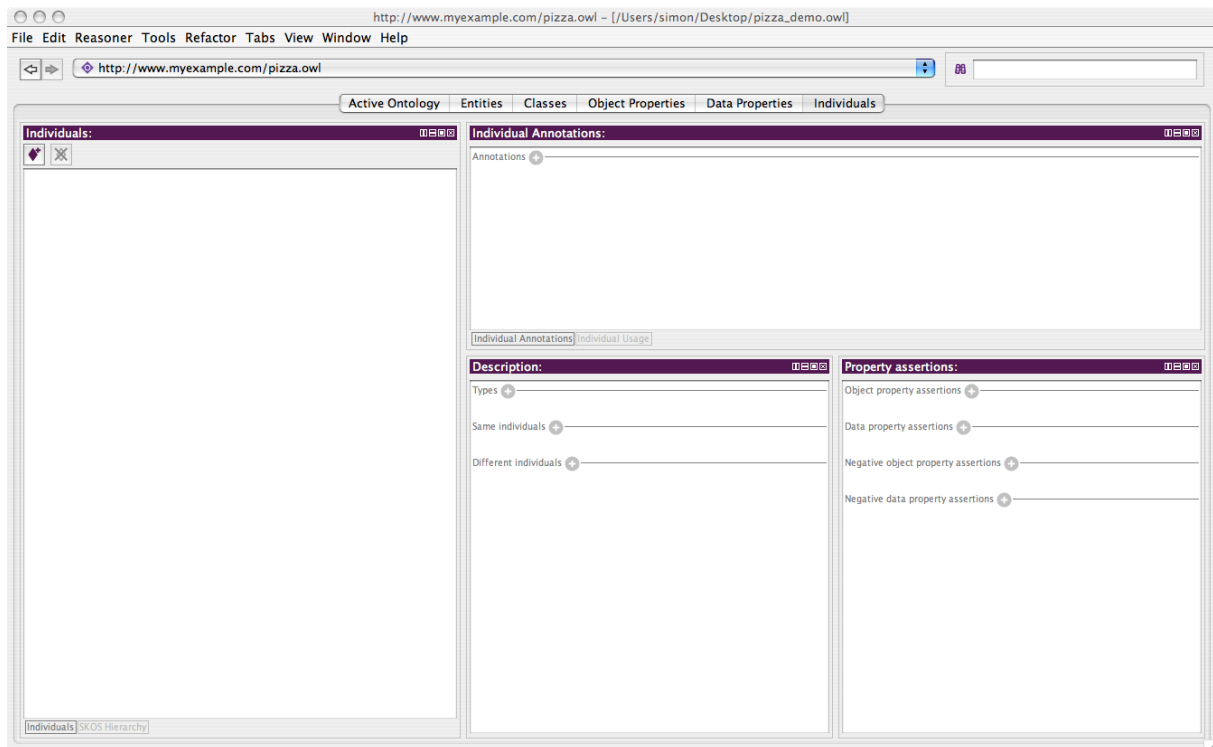 http://www.myexample.com/pizza.owl – [/Users/simon/Desktop/pizza_demo.owl]
File Edit Reasoner Tools Refactor Tabs View Window Help
http://www.myexample.com/pizza.owl
Active Ontology Entities Classes Object Properties Data Properties Individuals
Individuals:
Individual Annotations:
Annotations
Individual Annotations Individual Usage
Description:
Types
Same individuals
Different individuals
Property assertions:
Object property assertions
Data property assertions
Negative object property assertions
Negative data property assertions
Individuals SKOS Hierarchy